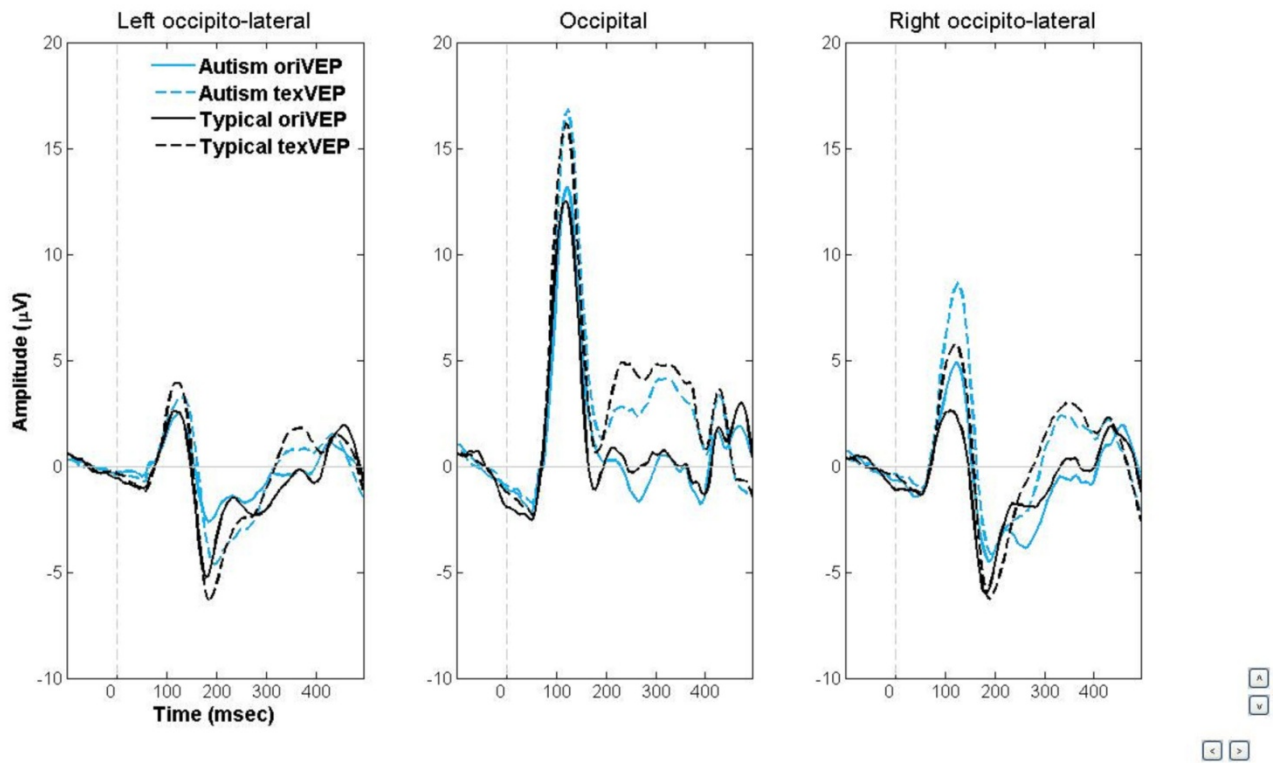 Left occipito-lateral
Occipital
Right occipito-lateral
20
15
10
5
0
-5
-10
Amplitude (μV)
Autism oriVEP
Autism texVEP
Typical oriVEP
Typical texVEP
0 100 200 300 400
Time (msec)
20
15
10
5
0
-5
-10
0 100 200 300 400
20
15
10
5
0
-5
-10
0 100 200 300 400